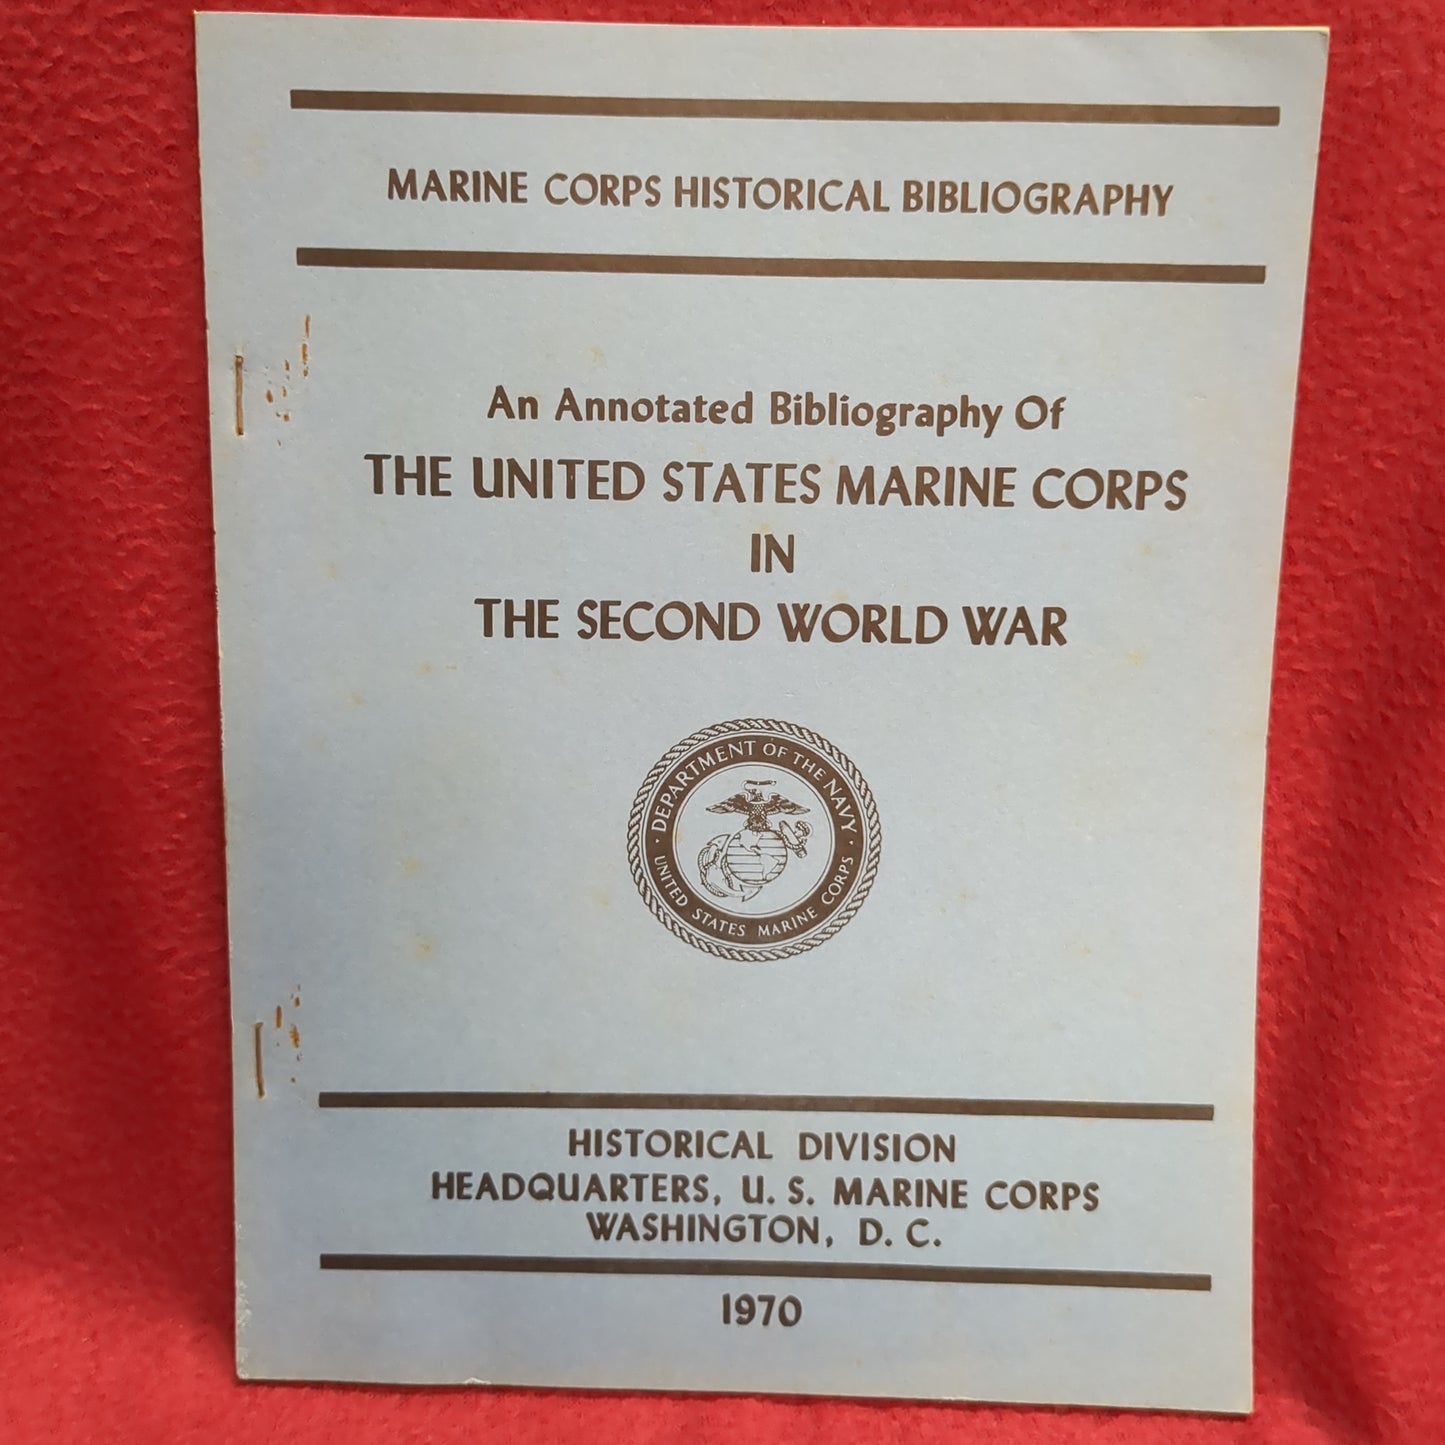 MARINE CORPS HISTORICAL BIBLIOGRAPHY
An Annotated Bibliography Of
THE UNITED STATES MARINE CORPS
IN
THE SECOND WORLD WAR
DEPARTMENT OF THE NAVY
UNITED STATES MARINE CORPS
HISTORICAL DIVISION
HEADQUARTERS, U. S. MARINE CORPS
WASHINGTON, D. C.
1970